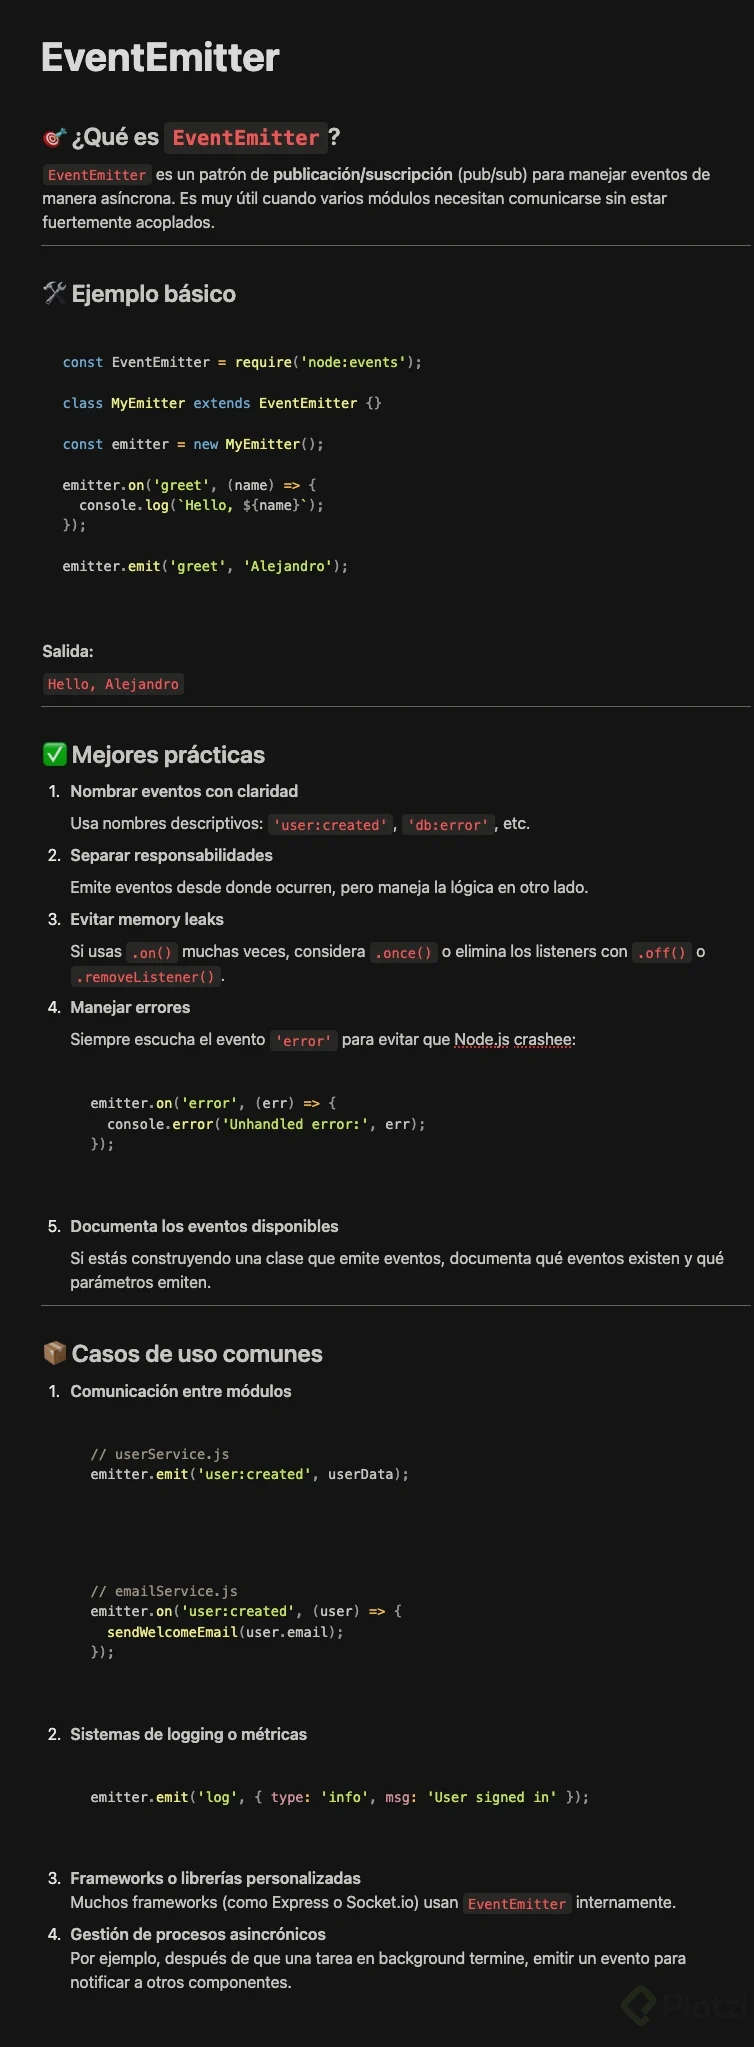 EventEmitter
🎯 ¿Qué es EventEmitter?
EventEmitter es un patrón de publicación/suscripción (pub/sub) para manejar eventos de
manera asíncrona. Es muy útil cuando varios módulos necesitan comunicarse sin estar
fuertemente acoplados.
🛠️ Ejemplo básico
const EventEmitter = require('node:events');
class MyEmitter extends EventEmitter {}
const emitter = new MyEmitter();
emitter.on('greet', (name) => {
  console.log(`Hello, ${name}`);
});
emitter.emit('greet', 'Alejandro');
Salida:
Hello, Alejandro
✅ Mejores prácticas
1. Nombrar eventos con claridad
Usa nombres descriptivos: 'user:created', 'db:error', etc.
2. Separar responsabilidades
Emite eventos desde donde ocurren, pero maneja la lógica en otro lado.
3. Evitar memory leaks
Si usas .on() muchas veces, considera .once() o elimina los listeners con .off() o
.removeListener().
4. Manejar errores
Siempre escucha el evento 'error' para evitar que Node.js crashee:
emitter.on('error', (err) => {
  console.error('Unhandled error:', err);
});
5. Documenta los eventos disponibles
Si estás construyendo una clase que emite eventos, documenta qué eventos existen y qué
parámetros emiten.
📦 Casos de uso comunes
1. Comunicación entre módulos
// userService.js
emitter.emit('user:created', userData);
// emailService.js
emitter.on('user:created', (user) => {
  sendWelcomeEmail(user.email);
});
2. Sistemas de logging o métricas
emitter.emit('log', { type: 'info', msg: 'User signed in' });
3. Frameworks o librerías personalizadas
Muchos frameworks (como Express o Socket.io) usan EventEmitter internamente.
4. Gestión de procesos asincrónicos
Por ejemplo, después de que una tarea en background termine, emitir un evento para
notificar a otros componentes.
Platzi